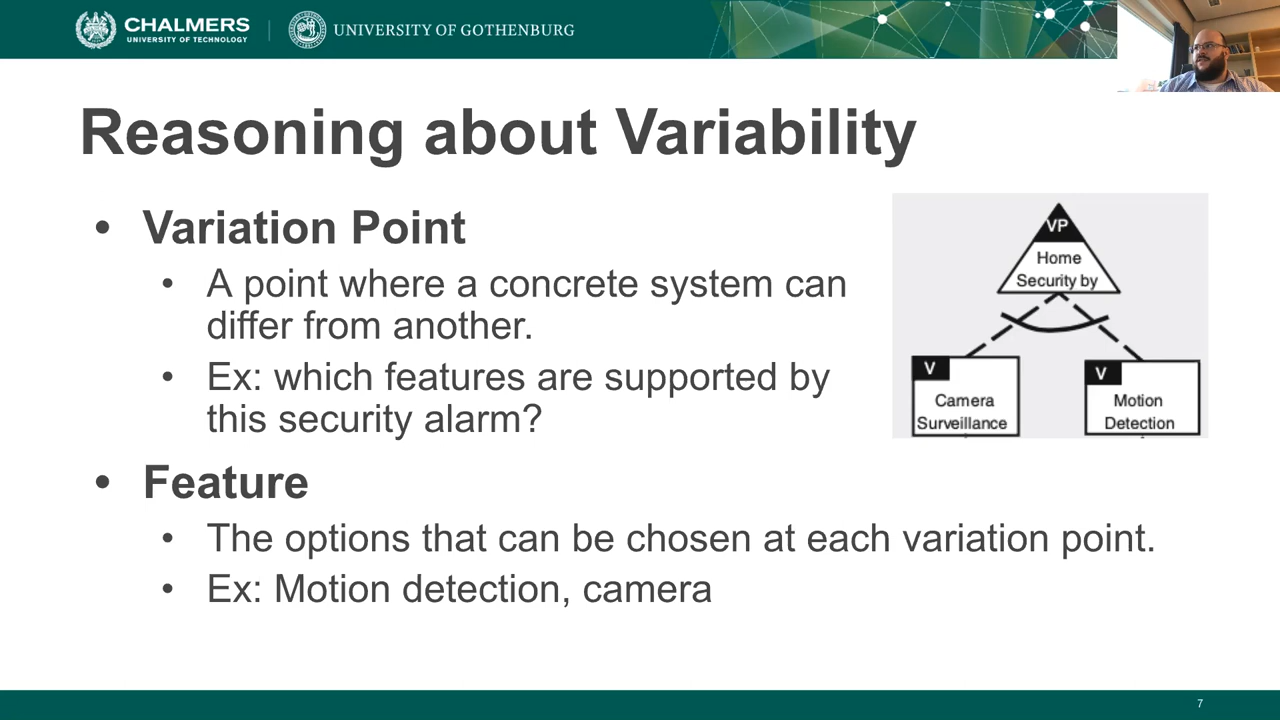 CHALMERS
UNIVERSITY OF TECHNOLOGY
UNIVERSITY OF GOTHENBURG
Reasoning about Variability
• Variation Point
• A point where a concrete system can
differ from another.
• Ex: which features are supported by
this security alarm?
VP
Home
Security by
V
Camera
Surveillance
V
Motion
Detection
• Feature
• The options that can be chosen at each variation point.
• Ex: Motion detection, camera
7